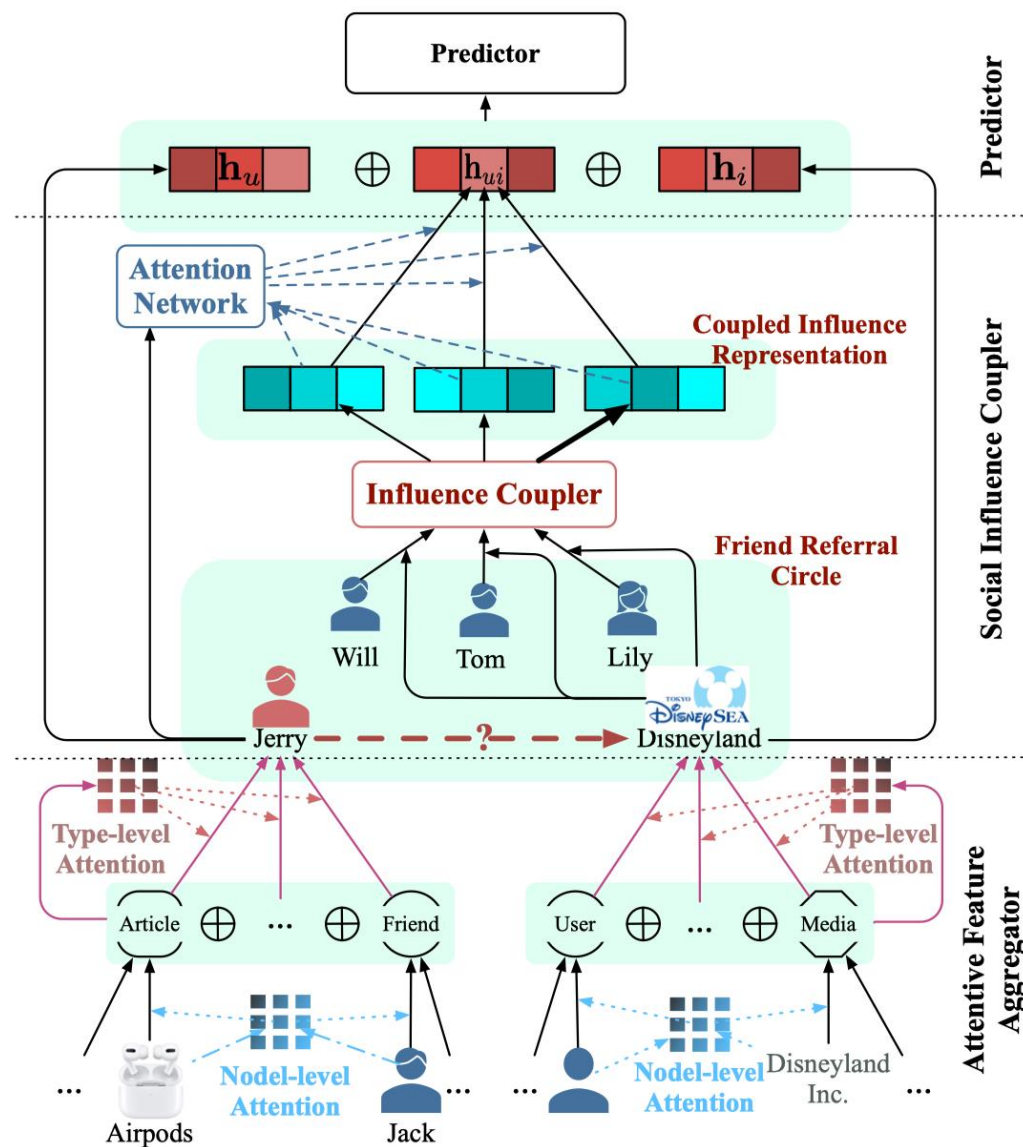 Predictor
Predictor
h_u ⊕ h_ui ⊕ h_i
Attention
Network
Coupled Influence
Representation
Influence Coupler
Social Influence Coupler
Friend Referral
Circle
Will
Tom
Lily
TOKYO
DISNEYSEA
Jerry
?
Disneyland
Type-level
Attention
Type-level
Attention
Article ⊕ ... ⊕ Friend
User ⊕ ... ⊕ Media
Attentive Feature
Aggregator
Nodel-level
Attention
Nodel-level
Attention
Disneyland
Inc.
...
Airpods
Jack
...
...
...